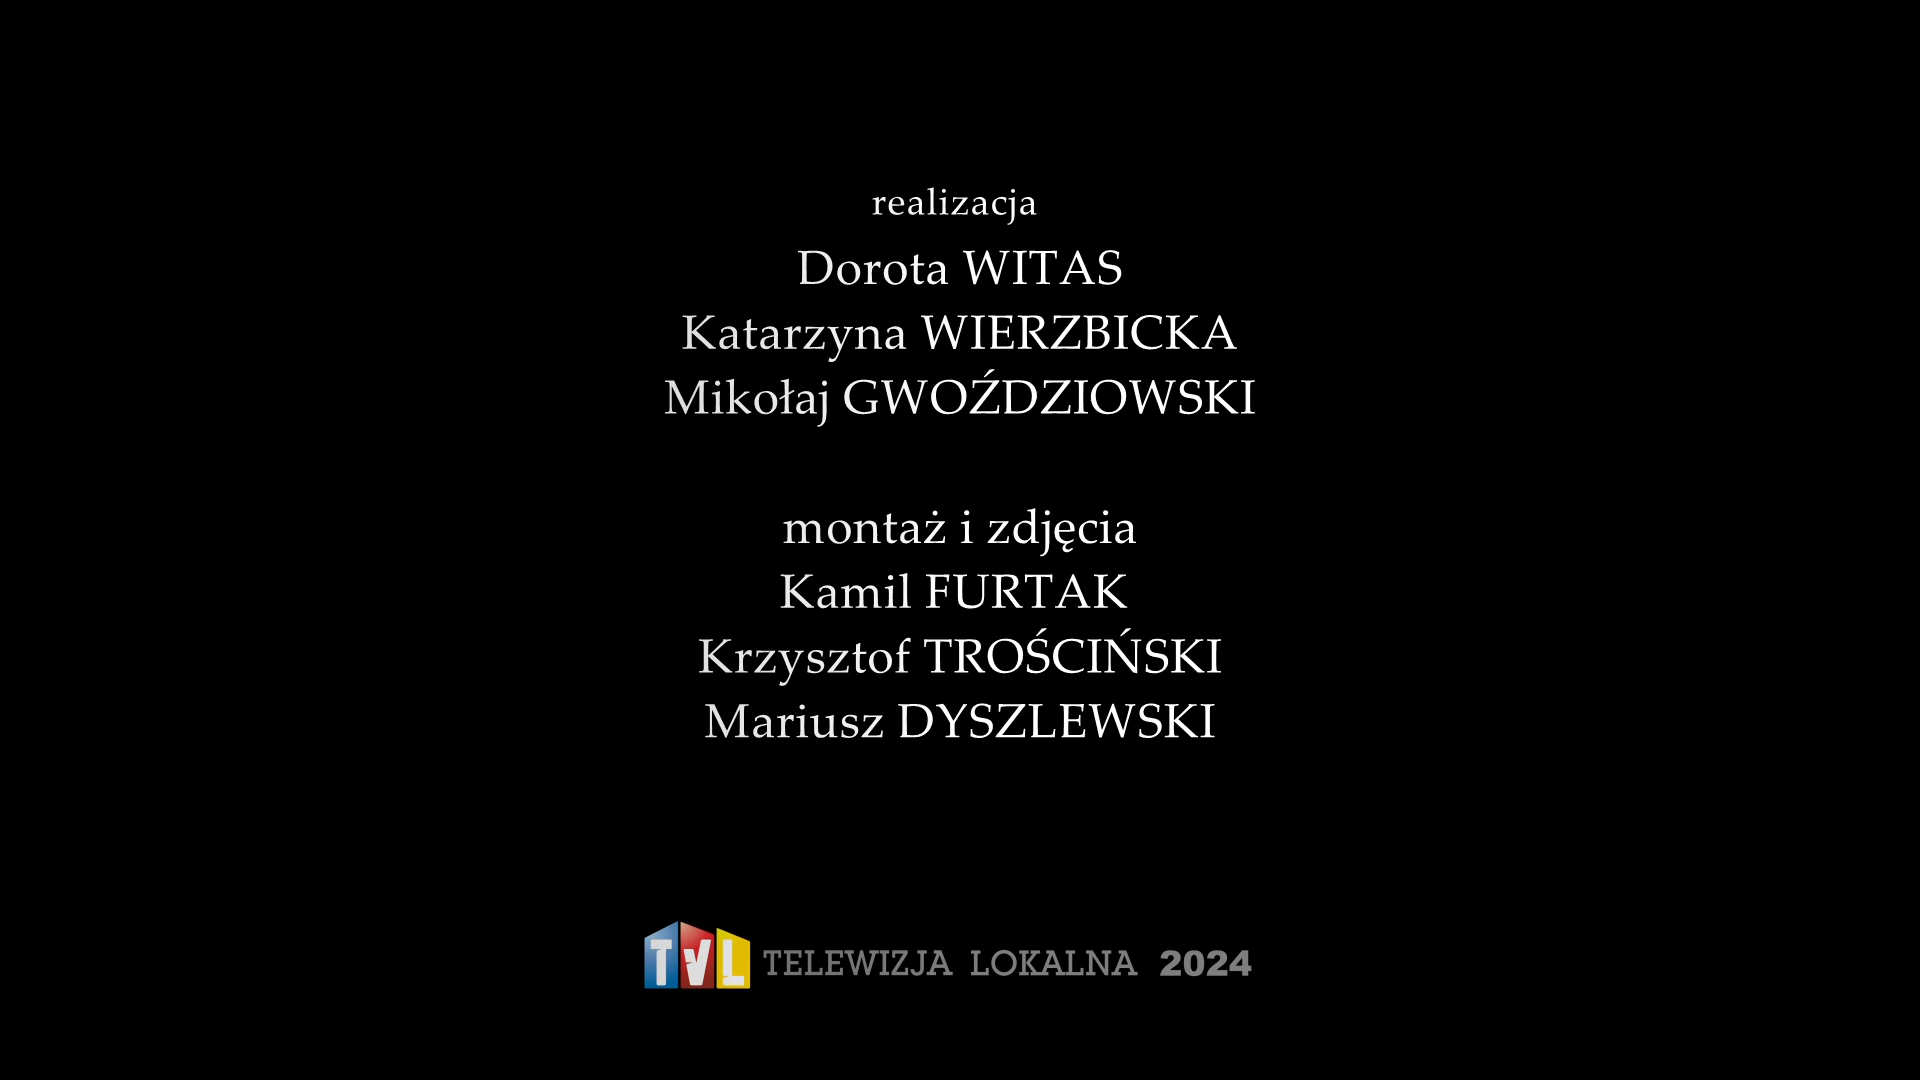 realizacja
Dorota WITAS
Katarzyna WIERZBICKA
Mikołaj GWOŹDZIOWSKI
montaż i zdjęcia
Kamil FURTAK
Krzysztof TROŚCIŃSKI
Mariusz DYSZLEWSKI
TVL TELEWIZJA LOKALNA 2024